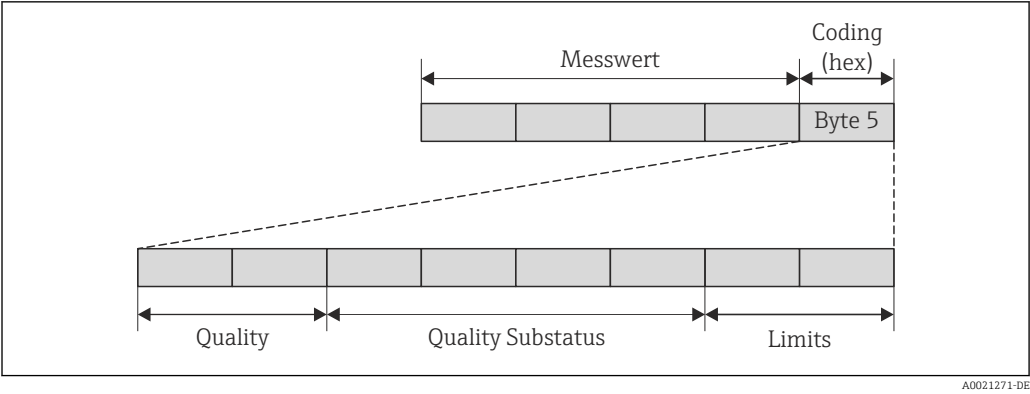 Coding
(hex)
Messwert
Byte 5
Quality
Quality Substatus
Limits
A0021271-DE